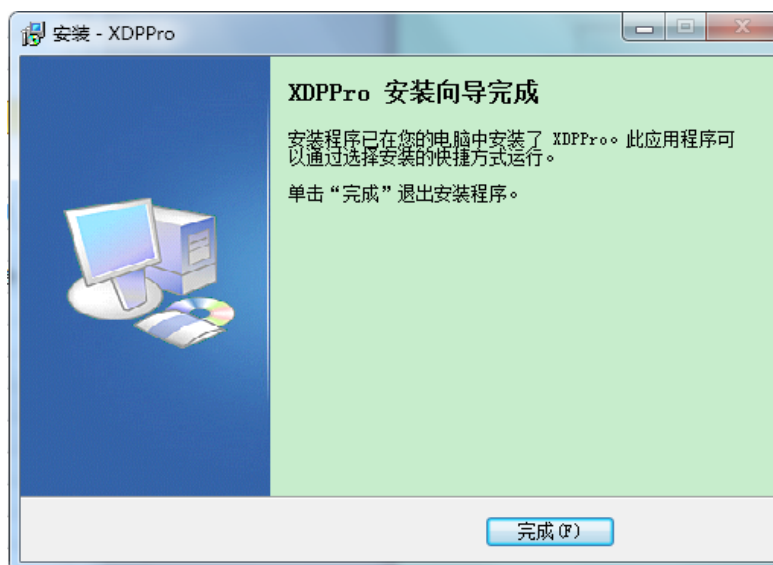 安装 - XDPPro
XDPPro 安装向导完成
安装程序已在您的电脑中安装了 XDPPro。此应用程序可
以通过选择安装的快捷方式运行。
单击“完成”退出安装程序。
完成(F)